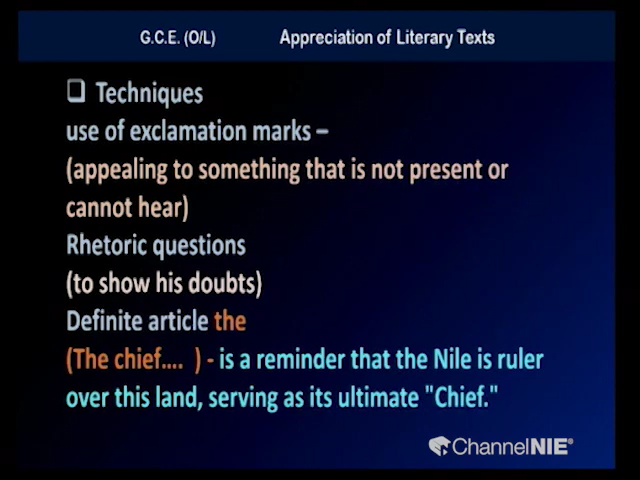 G.C.E. (O/L) Appreciation of Literary Texts
❑ Techniques
use of exclamation marks –
(appealing to something that is not present or
cannot hear)
Rhetoric questions
(to show his doubts)
Definite article the
(The chief.... ) - is a reminder that the Nile is ruler
over this land, serving as its ultimate "Chief."
ChannelNIE®